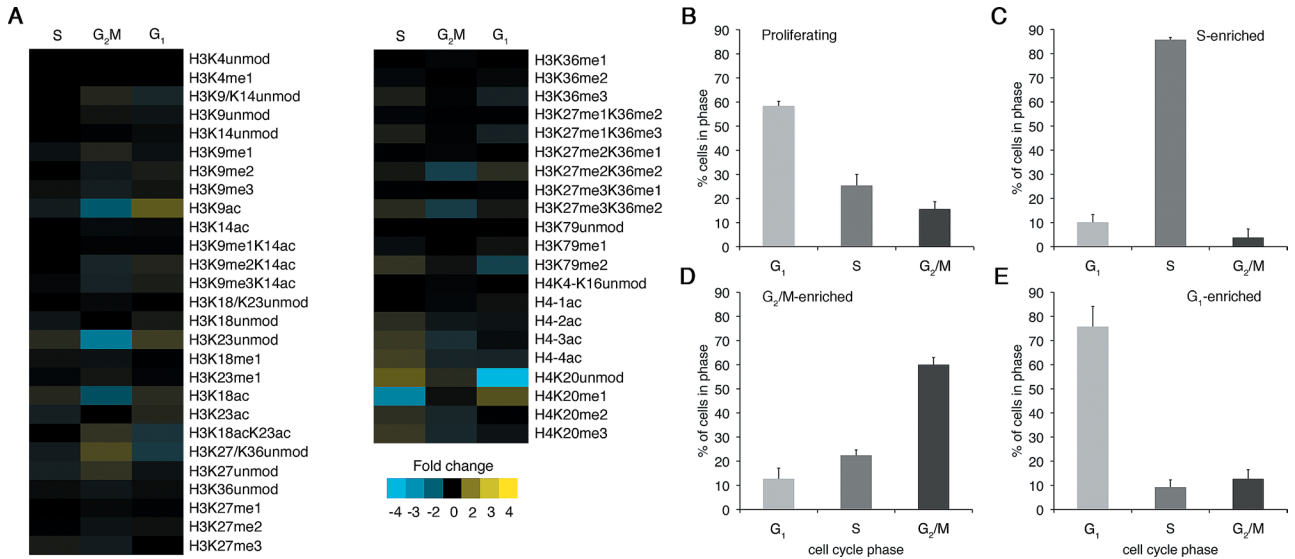 A
S G₂M G₁
H3K4unmod
H3K4me1
H3K9/K14unmod
H3K9unmod
H3K14unmod
H3K9me1
H3K9me2
H3K9me3
H3K9ac
H3K14ac
H3K9me1K14ac
H3K9me2K14ac
H3K9me3K14ac
H3K18/K23unmod
H3K18unmod
H3K23unmod
H3K18me1
H3K23me1
H3K18ac
H3K23ac
H3K18acK23ac
H3K27/K36unmod
H3K27unmod
H3K36unmod
H3K27me1
H3K27me2
H3K27me3
S G₂M G₁
H3K36me1
H3K36me2
H3K36me3
H3K27me1K36me2
H3K27me1K36me3
H3K27me2K36me1
H3K27me2K36me2
H3K27me3K36me1
H3K27me3K36me2
H3K79unmod
H3K79me1
H3K79me2
H4K4-K16unmod
H4-1ac
H4-2ac
H4-3ac
H4-4ac
H4K20unmod
H4K20me1
H4K20me2
H4K20me3
Fold change
-4 -3 -2 0 2 3 4
B
Proliferating
% cells in phase
90
80
70
60
50
40
30
20
10
0
G₁ S G₂/M
C
S-enriched
% of cells in phase
90
80
70
60
50
40
30
20
10
0
G₁ S G₂/M
D
G₂/M-enriched
% of cells in phase
90
80
70
60
50
40
30
20
10
0
G₁ S G₂/M
cell cycle phase
E
G₁-enriched
% of cells in phase
90
80
70
60
50
40
30
20
10
0
G₁ S G₂/M
cell cycle phase